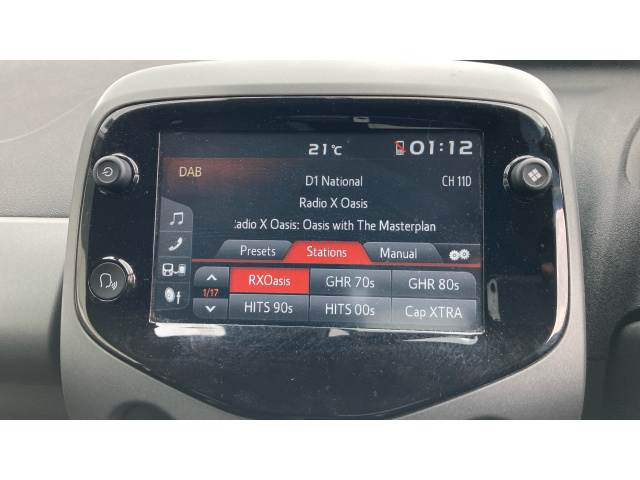 21°C
01:12
DAB
D1 National
CH 11D
Radio X Oasis
:adio X Oasis: Oasis with The Masterplan
Presets
Stations
Manual
1/17
RXOasis
GHR 70s
GHR 80s
HITS 90s
HITS 00s
Cap XTRA